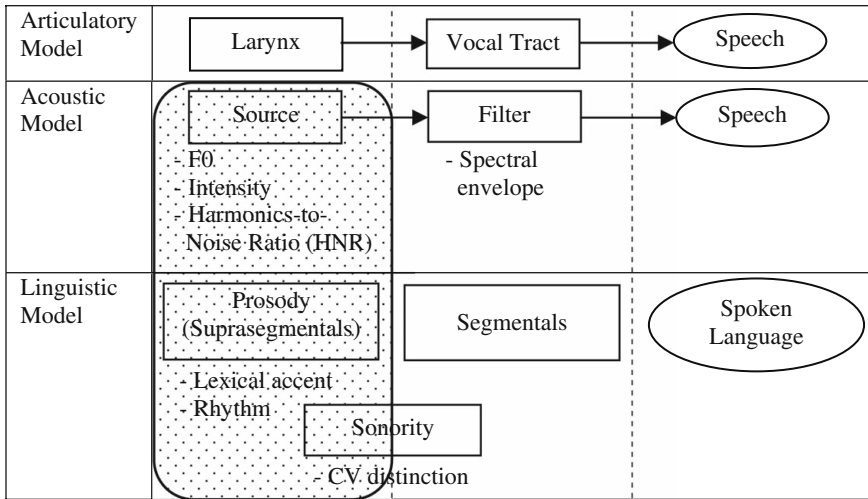 Articulatory
Model
Larynx
Vocal Tract
Speech
Acoustic
Model
Source
Filter
Speech
- F0
- Intensity
- Harmonics-to-
Noise Ratio (HNR)
- Spectral
envelope
Linguistic
Model
Prosody
(Suprasegmentals)
Segmentals
Spoken
Language
- Lexical accent
- Rhythm
Sonority
- CV distinction